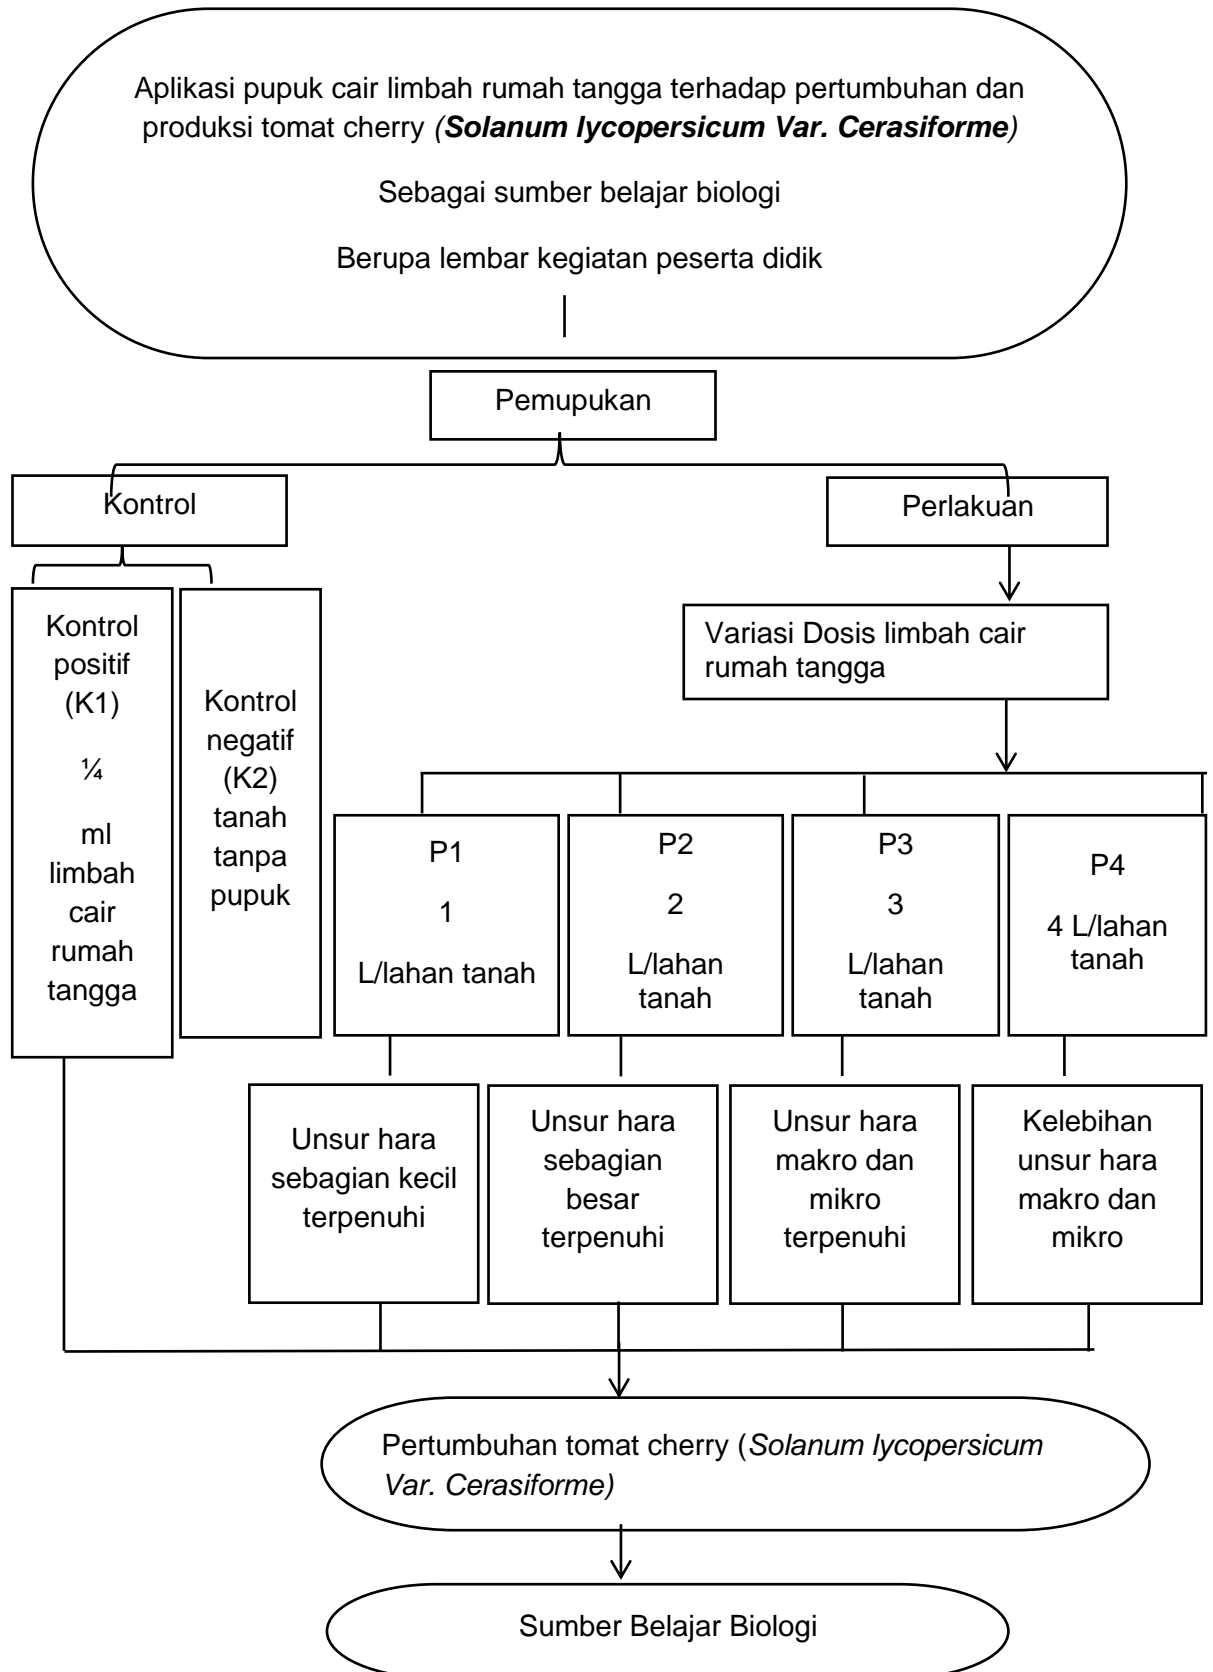 Aplikasi pupuk cair limbah rumah tangga terhadap pertumbuhan dan
produksi tomat cherry (Solanum lycopersicum Var. Cerasiforme)
Sebagai sumber belajar biologi
Berupa lembar kegiatan peserta didik
Pemupukan
Kontrol
Perlakuan
Kontrol
positif
(K1)
¼
ml
limbah
cair
rumah
tangga
Kontrol
negatif
(K2)
tanah
tanpa
pupuk
Variasi Dosis limbah cair
rumah tangga
P1
1
L/lahan tanah
P2
2
L/lahan
tanah
P3
3
L/lahan
tanah
P4
4 L/lahan
tanah
Unsur hara
sebagian kecil
terpenuhi
Unsur hara
sebagian
besar
terpenuhi
Unsur hara
makro dan
mikro
terpenuhi
Kelebihan
unsur hara
makro dan
mikro
Pertumbuhan tomat cherry (Solanum lycopersicum
Var. Cerasiforme)
Sumber Belajar Biologi